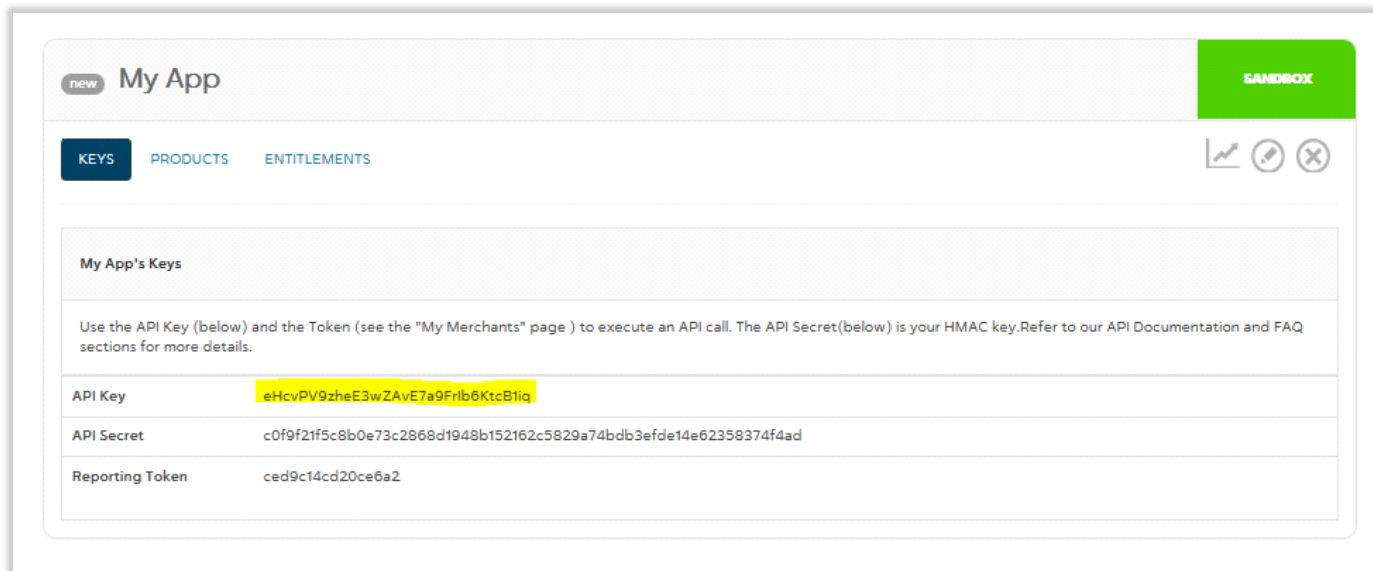 new My App
SANDBOX
KEYS PRODUCTS ENTITLEMENTS
My App's Keys
Use the API Key (below) and the Token (see the "My Merchants" page ) to execute an API call. The API Secret(below) is your HMAC key.Refer to our API Documentation and FAQ
sections for more details.
API Key eHcvPV9zheE3wZAvE7a9FrIb6KtcB1iq
API Secret c0f9f21f5c8b0e73c2868d1948b152162c5829a74bdb3efde14e62358374f4ad
Reporting Token ced9c14cd20ce6a2